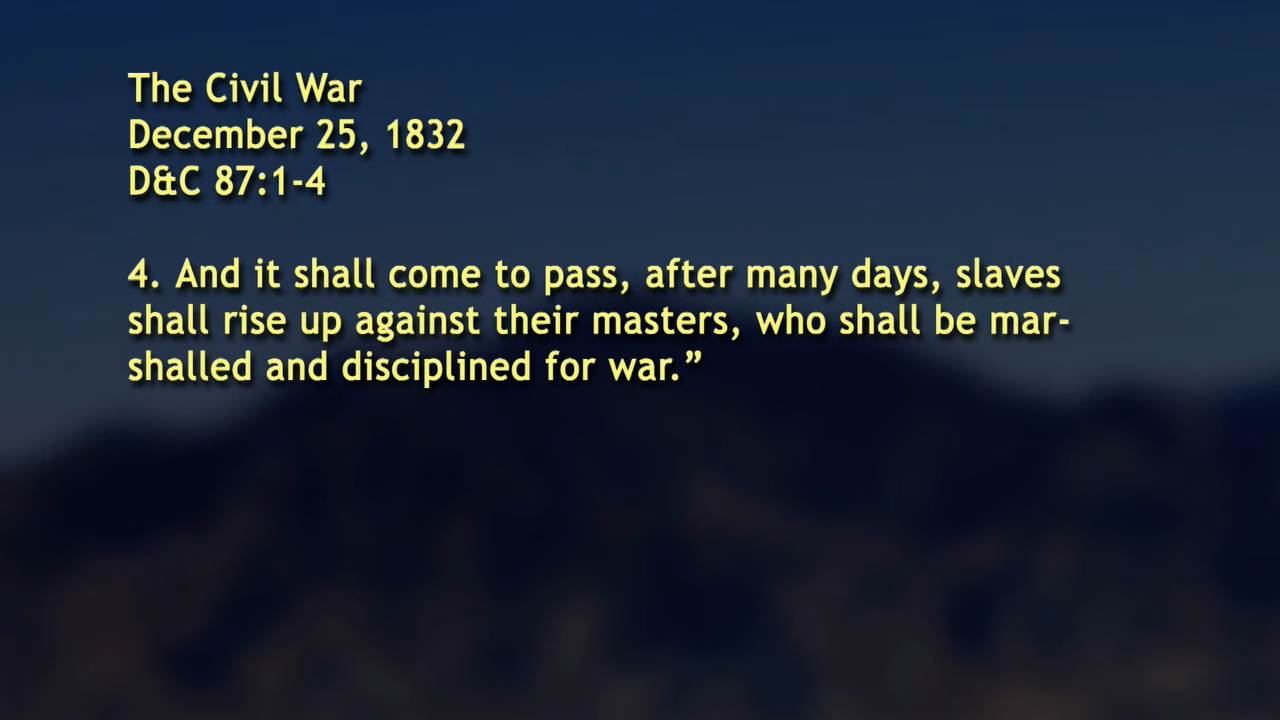 The Civil War
December 25, 1832
D&C 87:1-4
4. And it shall come to pass, after many days, slaves
shall rise up against their masters, who shall be mar-
shalled and disciplined for war.”